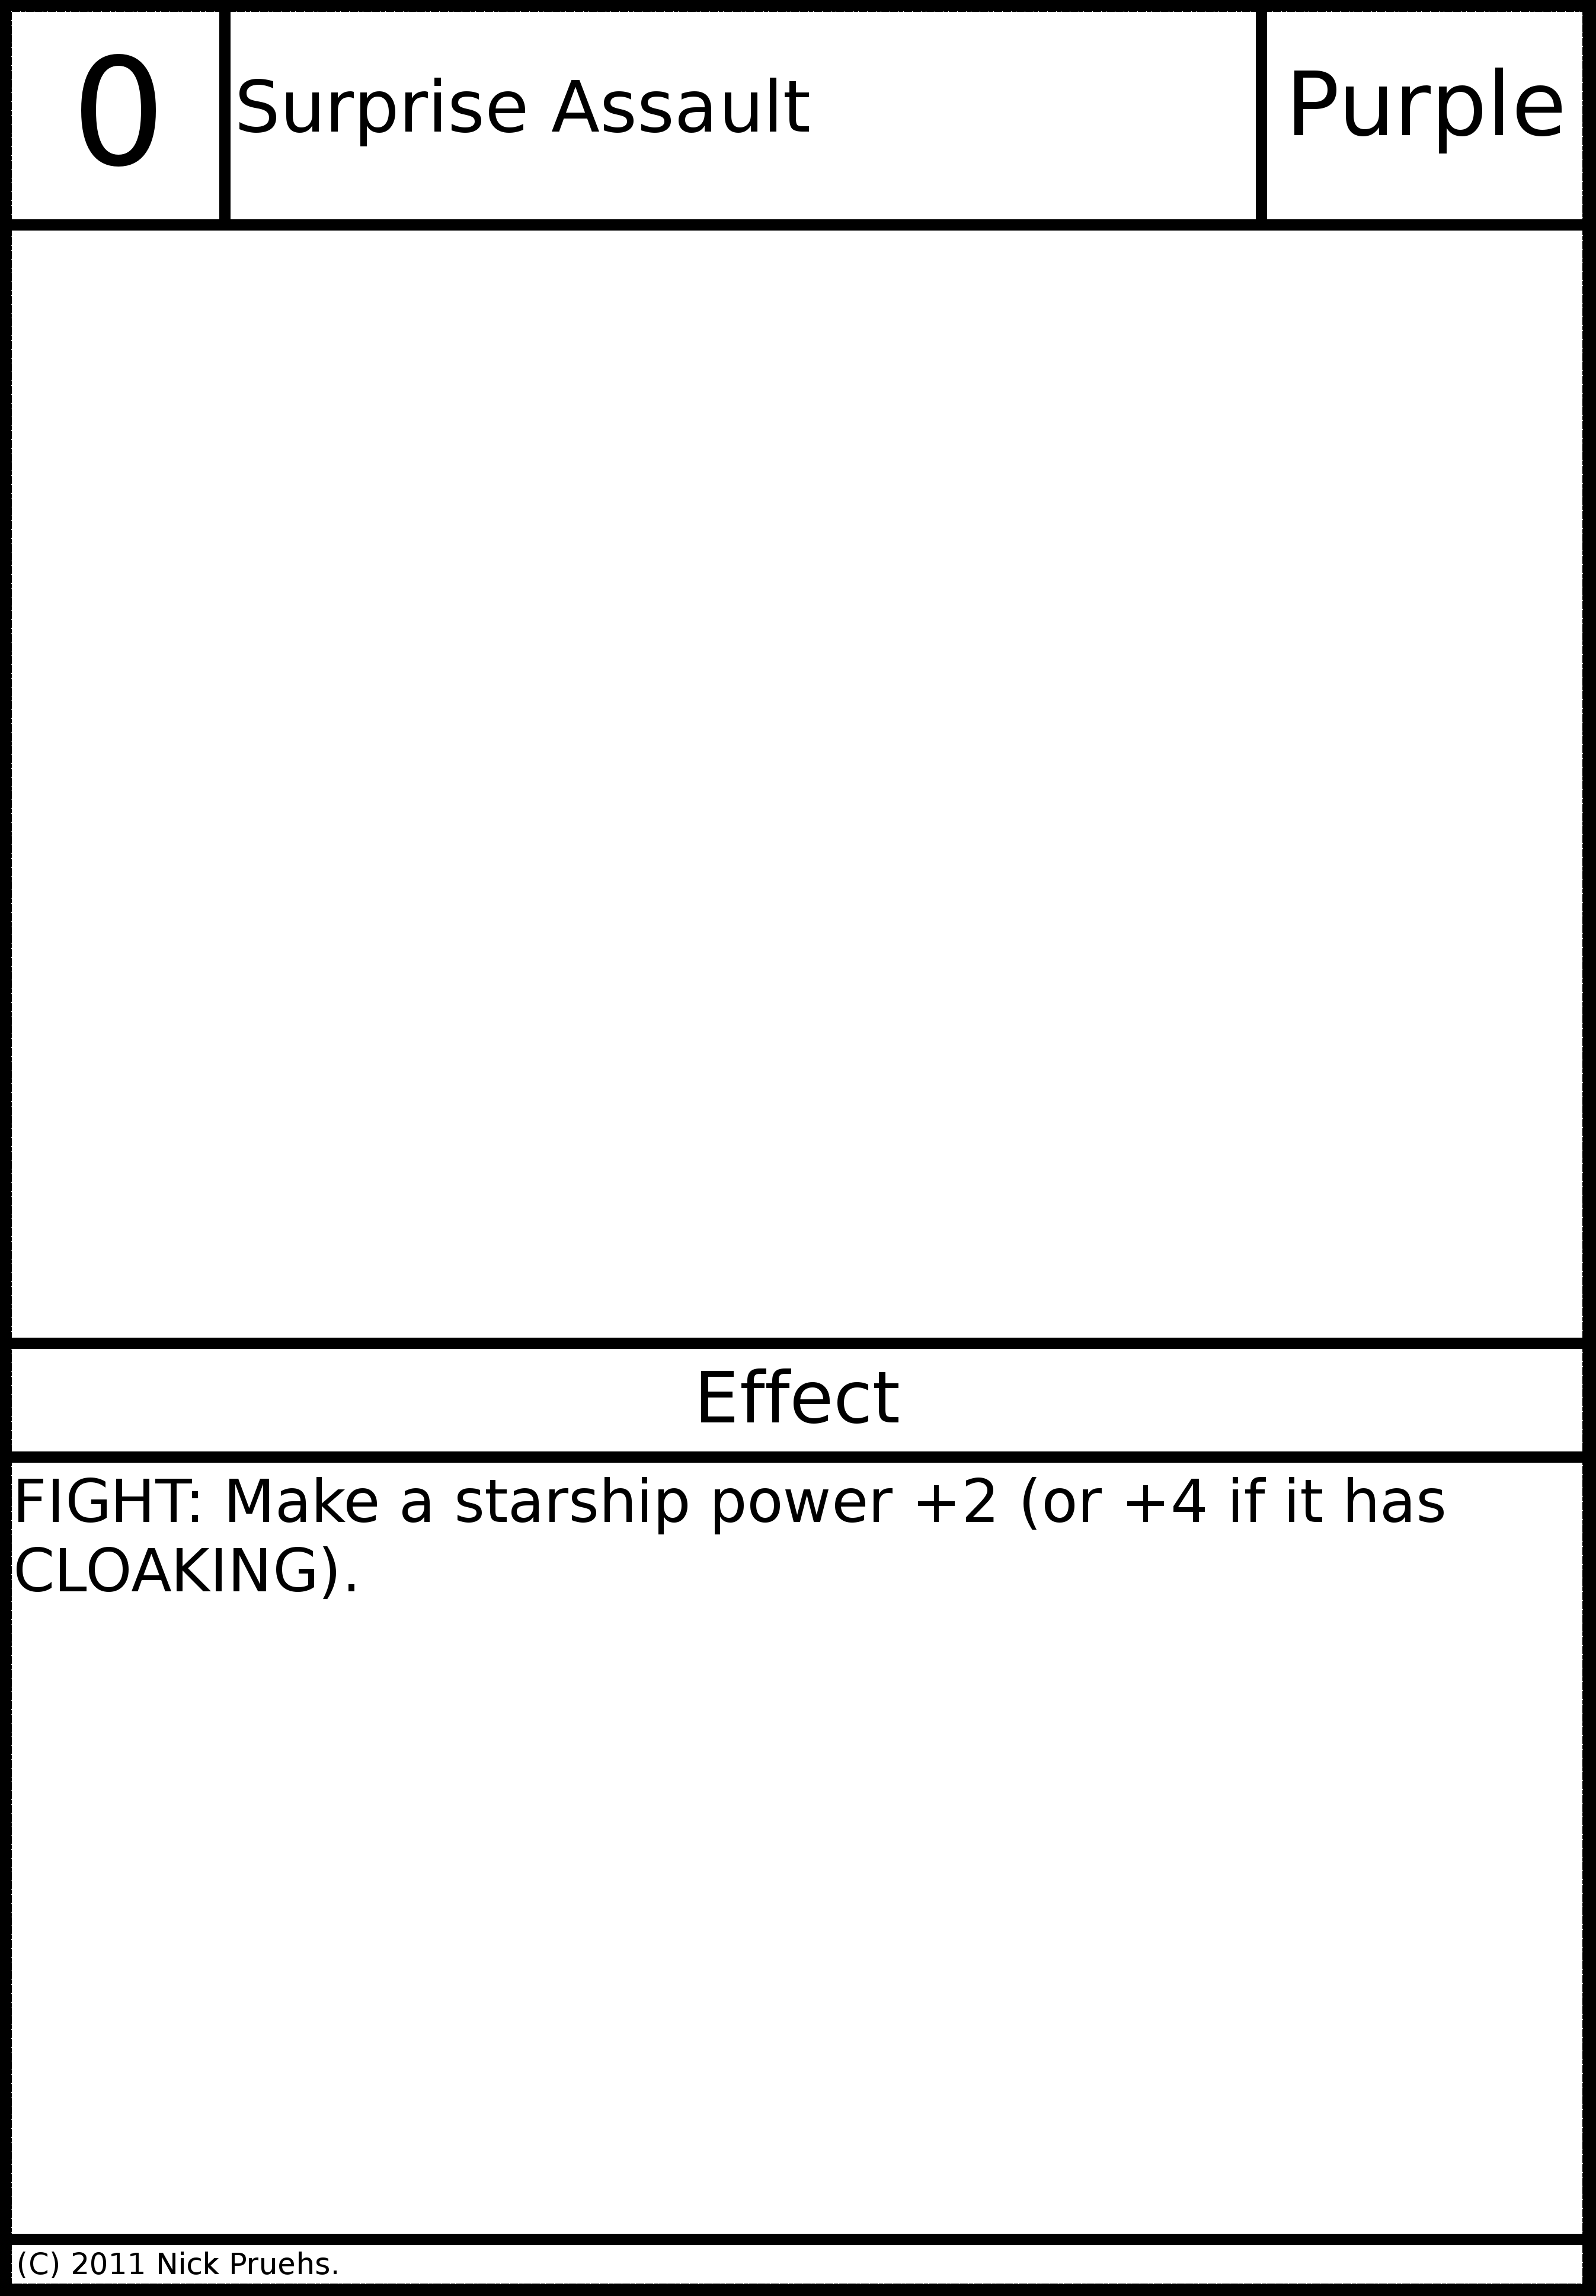 0
Surprise Assault
Purple
Effect
FIGHT: Make a starship power +2 (or +4 if it has
CLOAKING).
(C) 2011 Nick Pruehs.